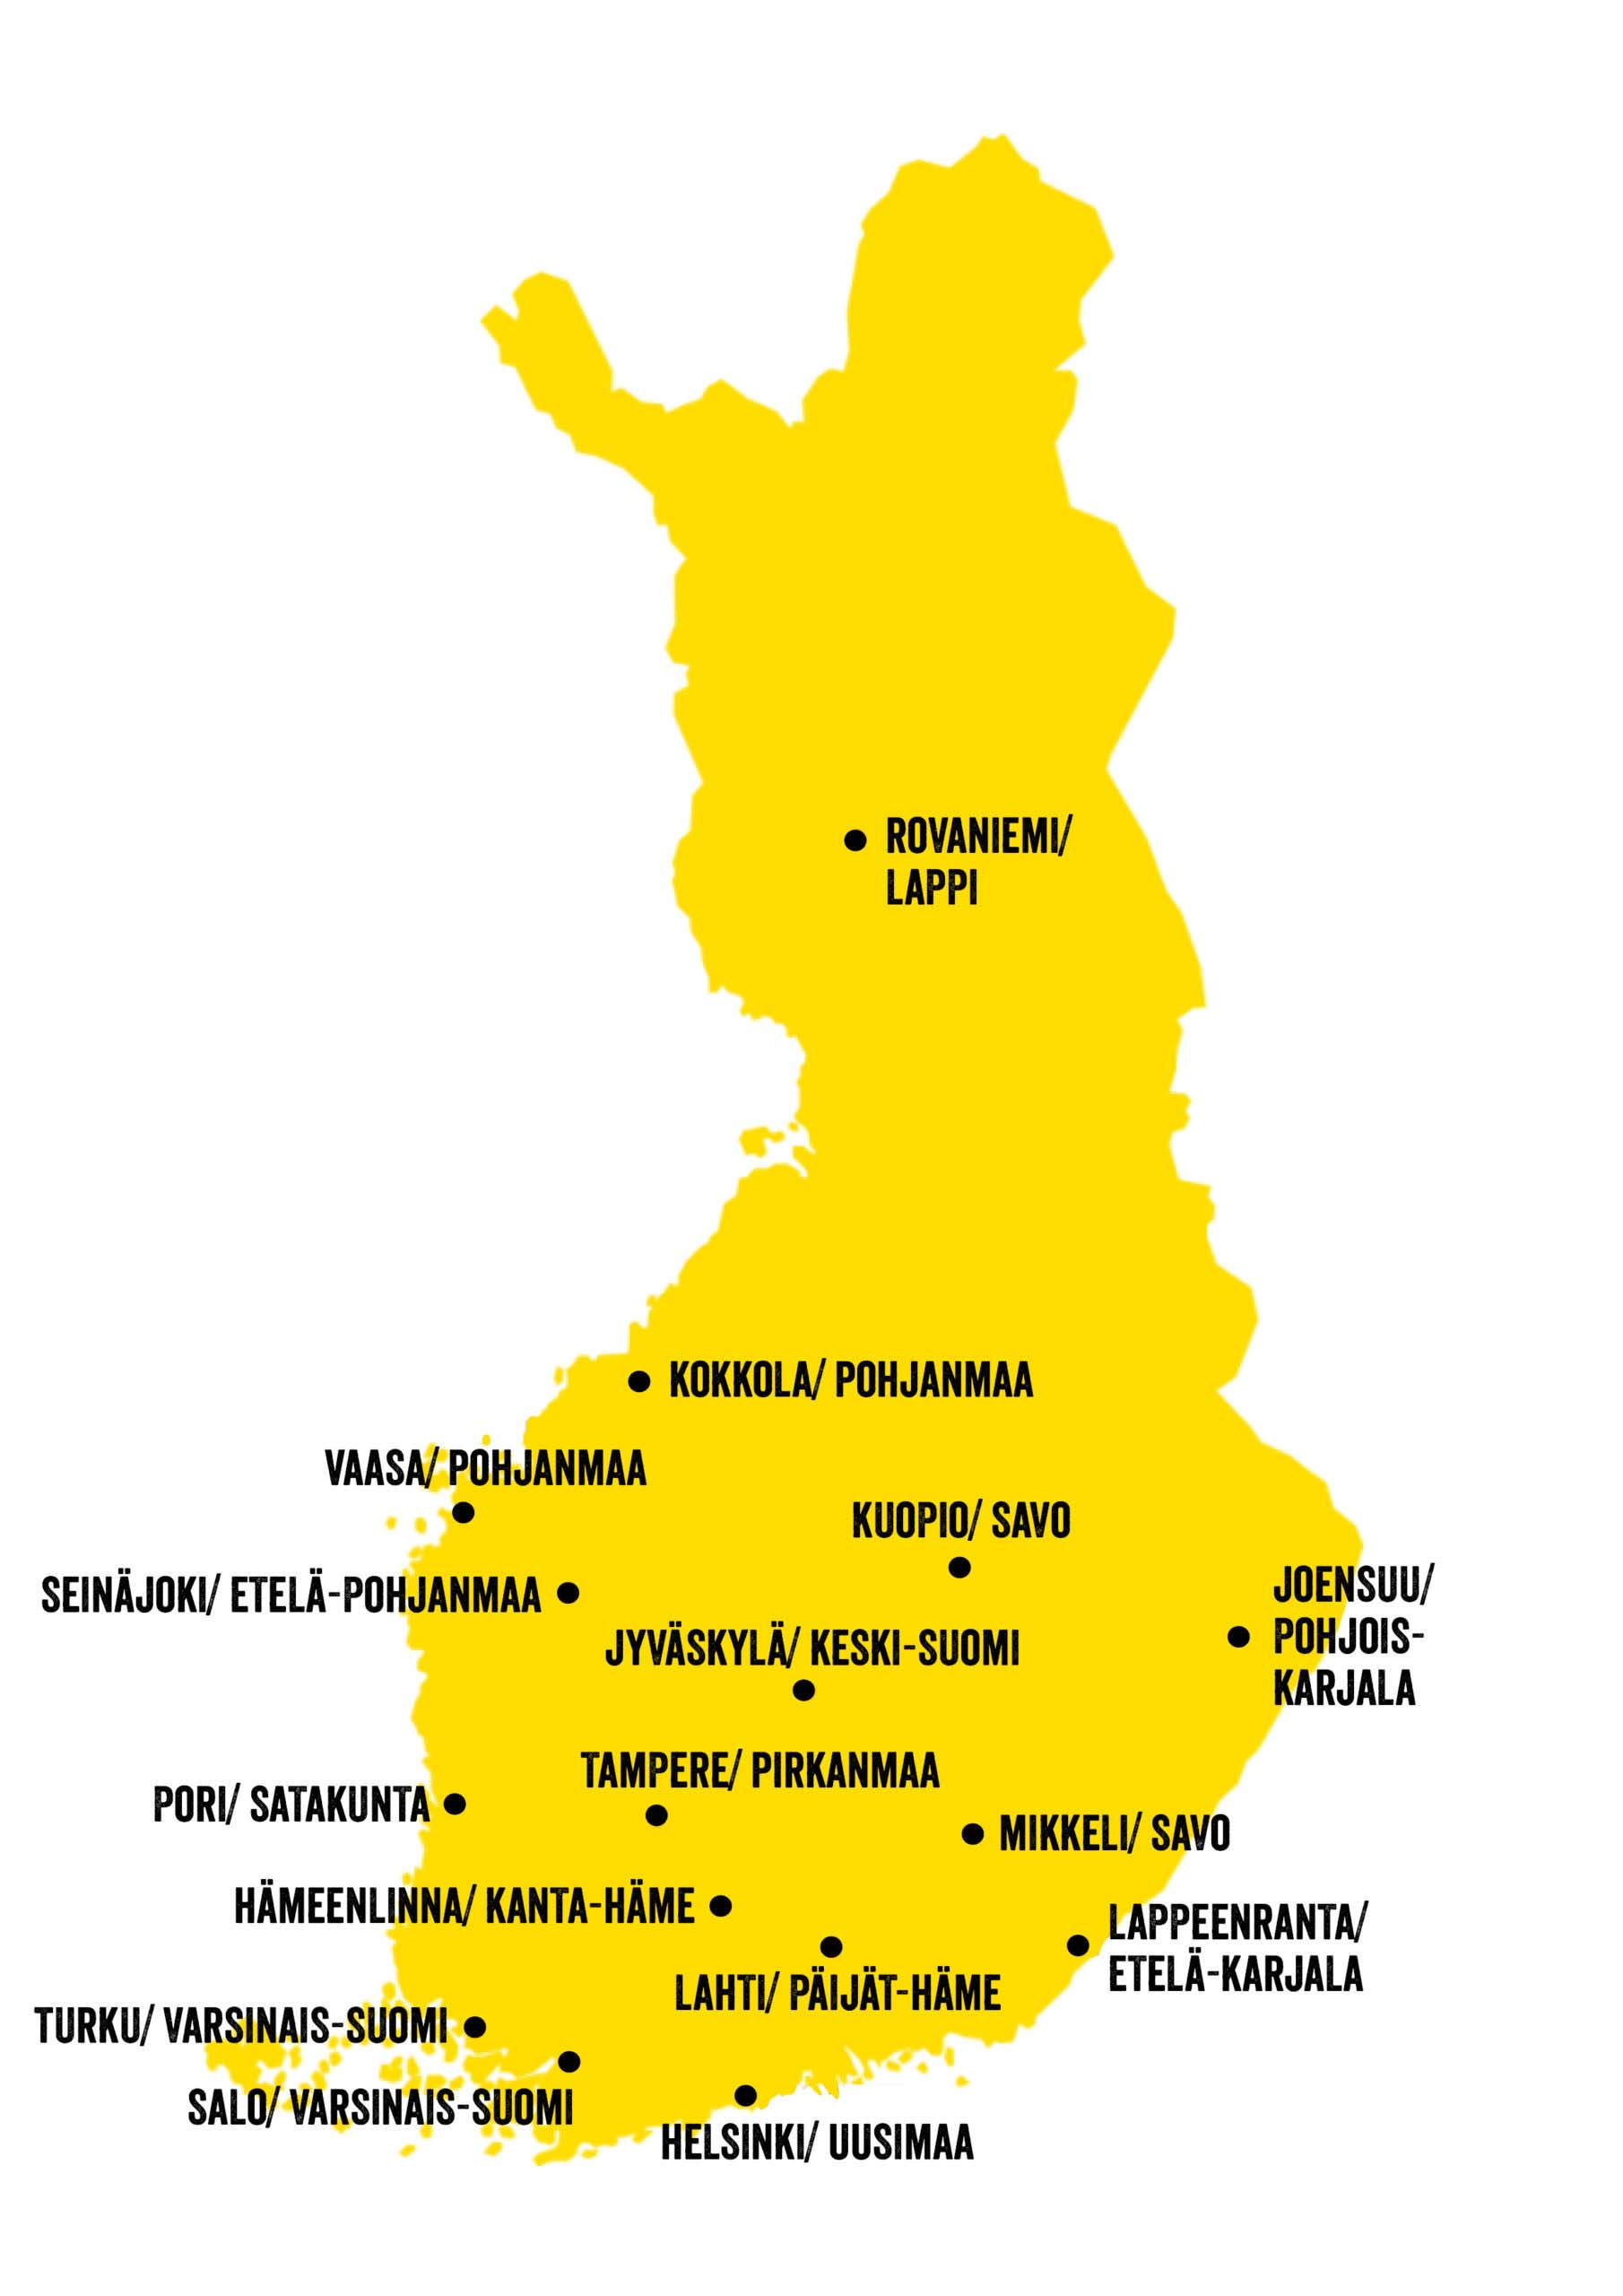 ROVANIEMI/
LAPPI
KOKKOLA/ POHJANMAA
VAASA/ POHJANMAA
KUOPIO/ SAVO
SEINÄJOKI/ ETELÄ-POHJANMAA
JOENSUU/
POHJOIS-
KARJALA
JYVÄSKYLÄ/ KESKI-SUOMI
TAMPERE/ PIRKANMAA
PORI/ SATAKUNTA
MIKKELI/ SAVO
HÄMEENLINNA/ KANTA-HÄME
LAPPEENRANTA/
ETELÄ-KARJALA
LAHTI/ PÄIJÄT-HÄME
TURKU/ VARSINAIS-SUOMI
SALO/ VARSINAIS-SUOMI
HELSINKI/ UUSIMAA